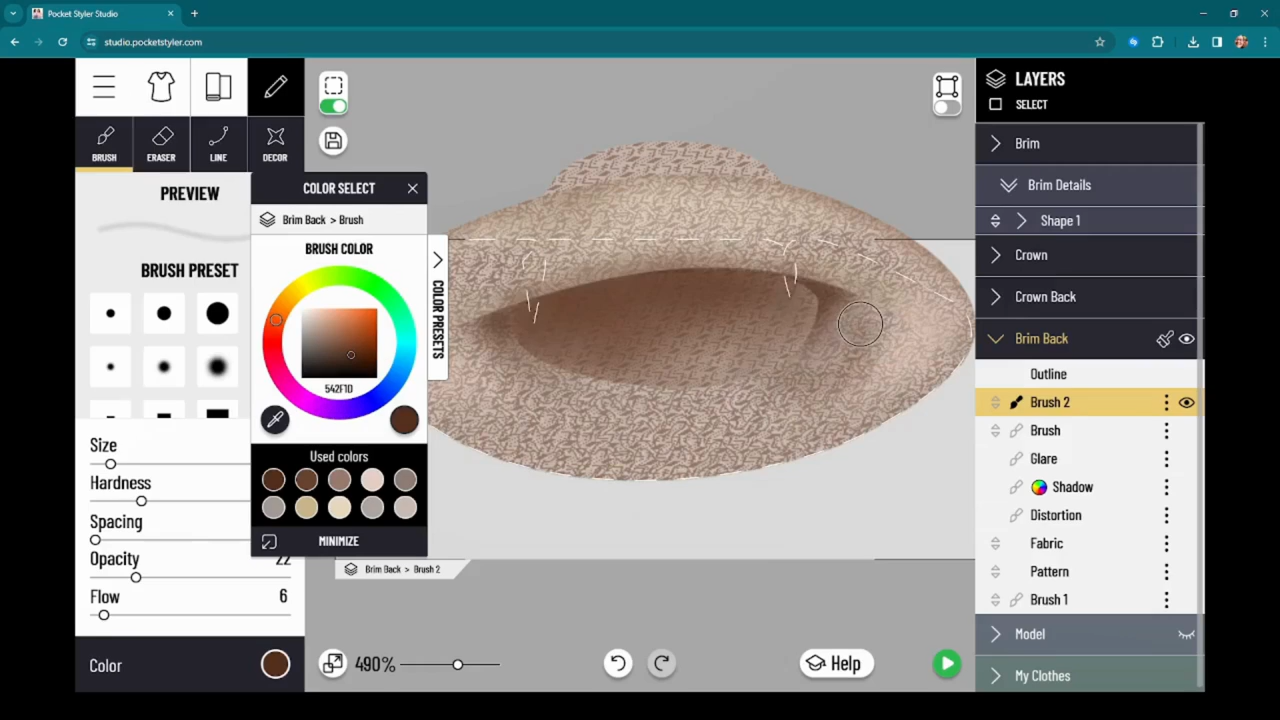 Pocket Styler Studio
studio.pocketstyler.com
BRUSH
ERASER
LINE
DECOR
PREVIEW
BRUSH PRESET
Size
Hardness
Spacing
Opacity
22
Flow
6
Color
COLOR SELECT
Brim Back > Brush
BRUSH COLOR
542F1D
COLOR PRESETS
Used colors
MINIMIZE
Brim Back > Brush 2
490%
Help
LAYERS
SELECT
Brim
Brim Details
Shape 1
Crown
Crown Back
Brim Back
Outline
Brush 2
Brush
Glare
Shadow
Distortion
Fabric
Pattern
Brush 1
Model
My Clothes